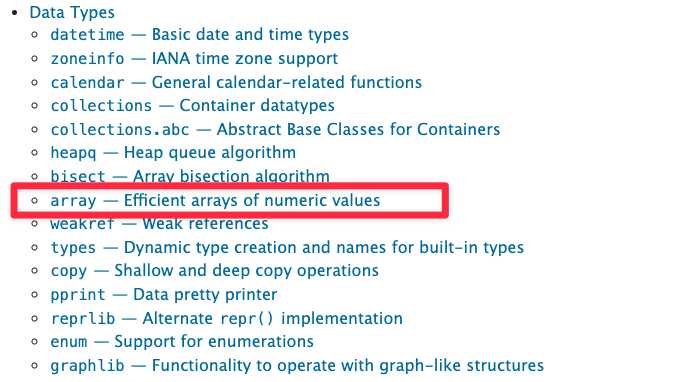 Data Types
datetime — Basic date and time types
zoneinfo — IANA time zone support
calendar — General calendar-related functions
collections — Container datatypes
collections.abc — Abstract Base Classes for Containers
heapq — Heap queue algorithm
bisect — Array bisection algorithm
array — Efficient arrays of numeric values
weakref — Weak references
types — Dynamic type creation and names for built-in types
copy — Shallow and deep copy operations
pprint — Data pretty printer
reprlib — Alternate repr() implementation
enum — Support for enumerations
graphlib — Functionality to operate with graph-like structures